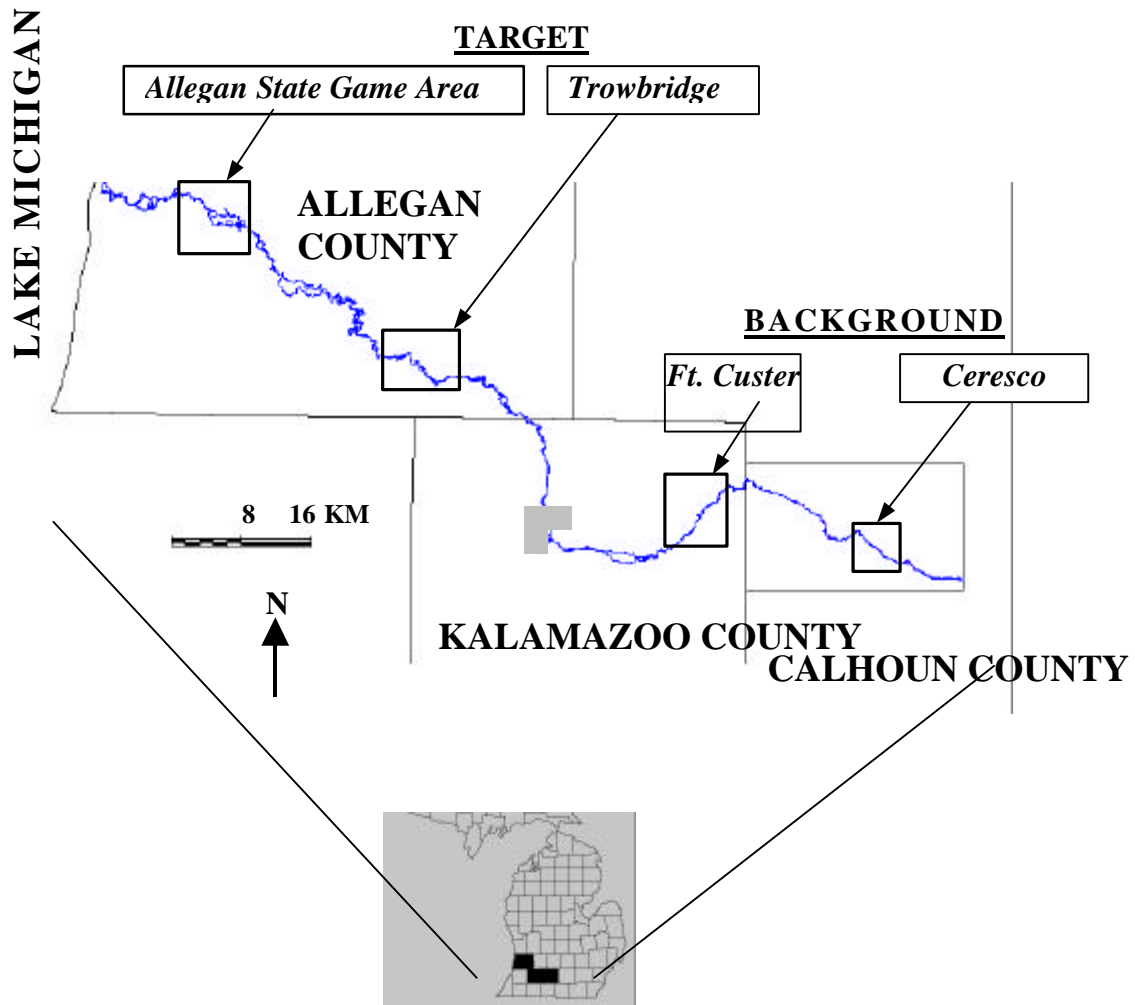 LAKE MICHIGAN
TARGET
Allegan State Game Area
Trowbridge
ALLEGAN
COUNTY
BACKGROUND
Ft. Custer
Ceresco
8 16 KM
N
KALAMAZOO COUNTY
CALHOUN COUNTY